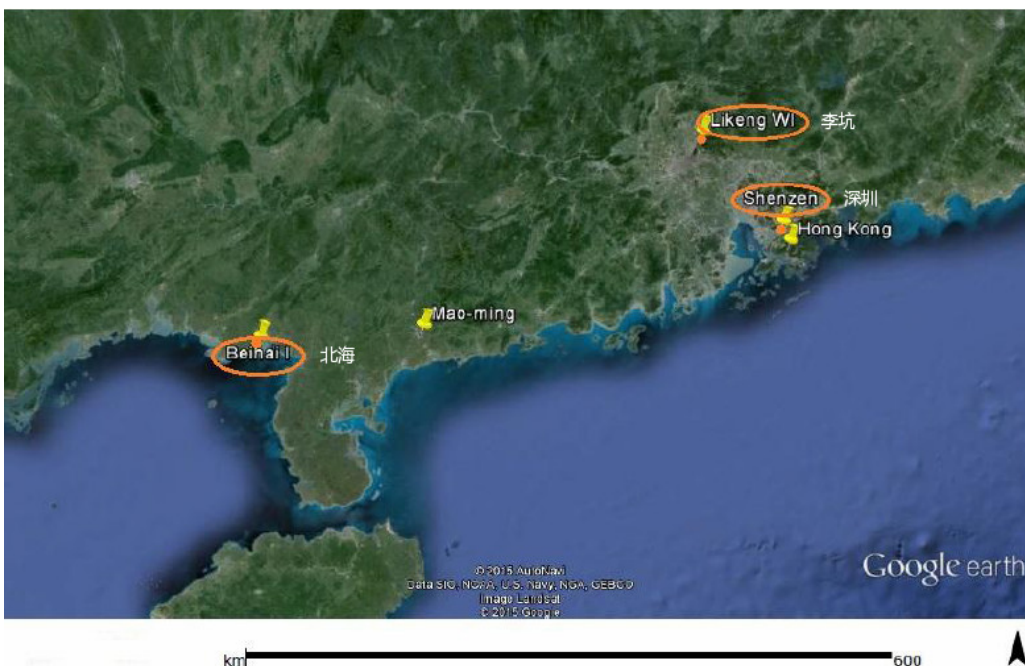 Likeng WI 李坑
Shenzen 深圳
Hong Kong
Mao-ming
Beihai I 北海
© 2015 AutoNavi
Data SIO, NOAA, U.S. Navy, NGA, GEBCO
Image Landsat
© 2015 Google
Google earth
km 600